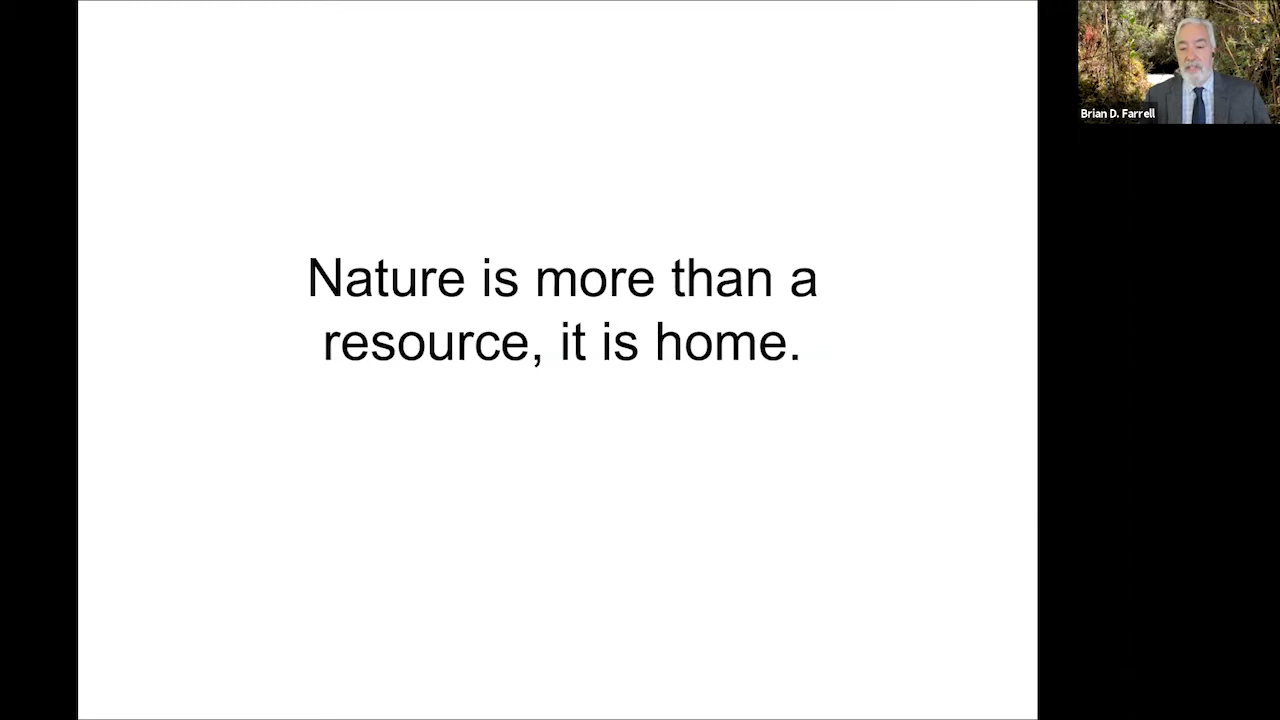 Nature is more than a
resource, it is home.
Brian D. Farrell